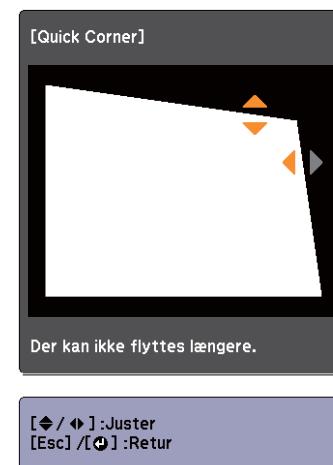 [Quick Corner]
Der kan ikke flyttes længere.
[◆/◆] :Juster
[Esc] /[↵] :Retur